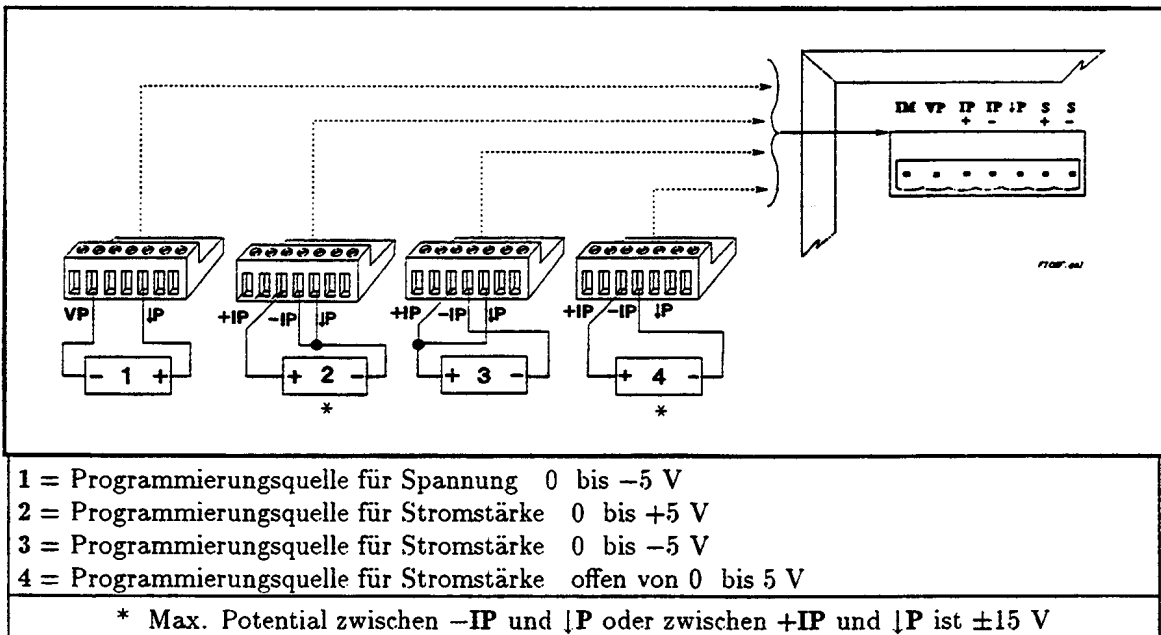 IM VP IP IP ↓P S S
+ - + -
VP ↓P
+IP -IP ↓P
+IP -IP ↓P
+IP -IP ↓P
- 1 +
+ 2 -
+ 3 -
+ 4 -
* *
1 = Programmierungsquelle für Spannung 0 bis −5 V
2 = Programmierungsquelle für Stromstärke 0 bis +5 V
3 = Programmierungsquelle für Stromstärke 0 bis −5 V
4 = Programmierungsquelle für Stromstärke offen von 0 bis 5 V
* Max. Potential zwischen −IP und ↓P oder zwischen +IP und ↓P ist ±15 V